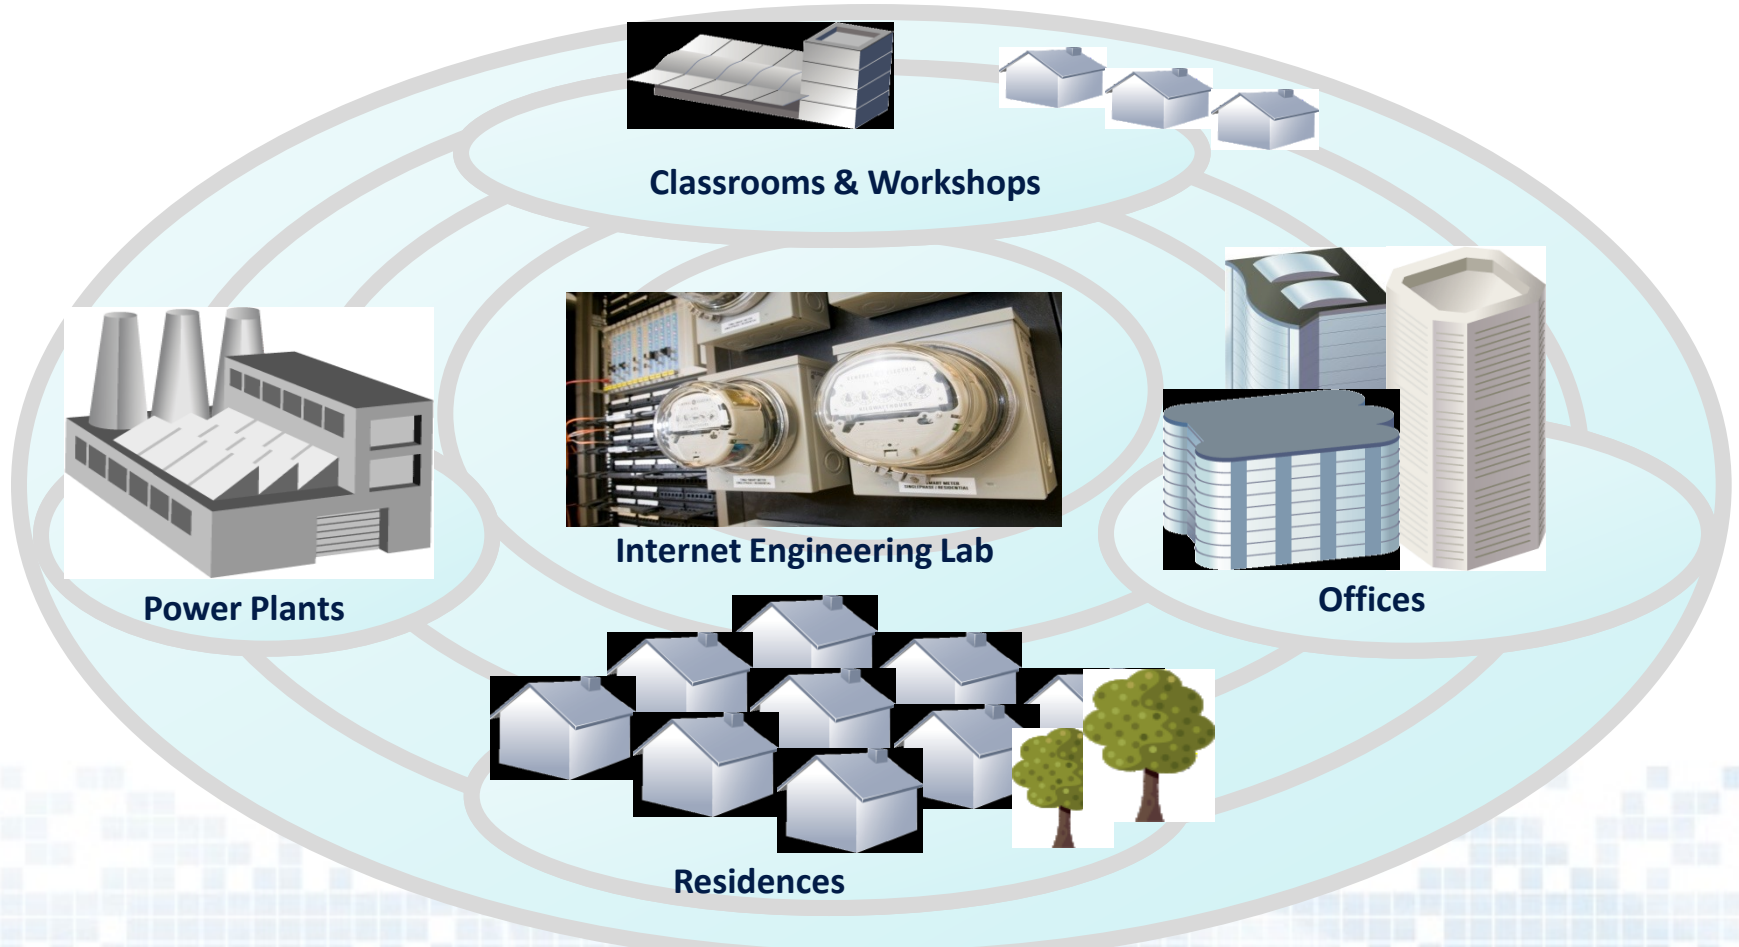 Classrooms & Workshops
Internet Engineering Lab
Power Plants
Offices
Residences